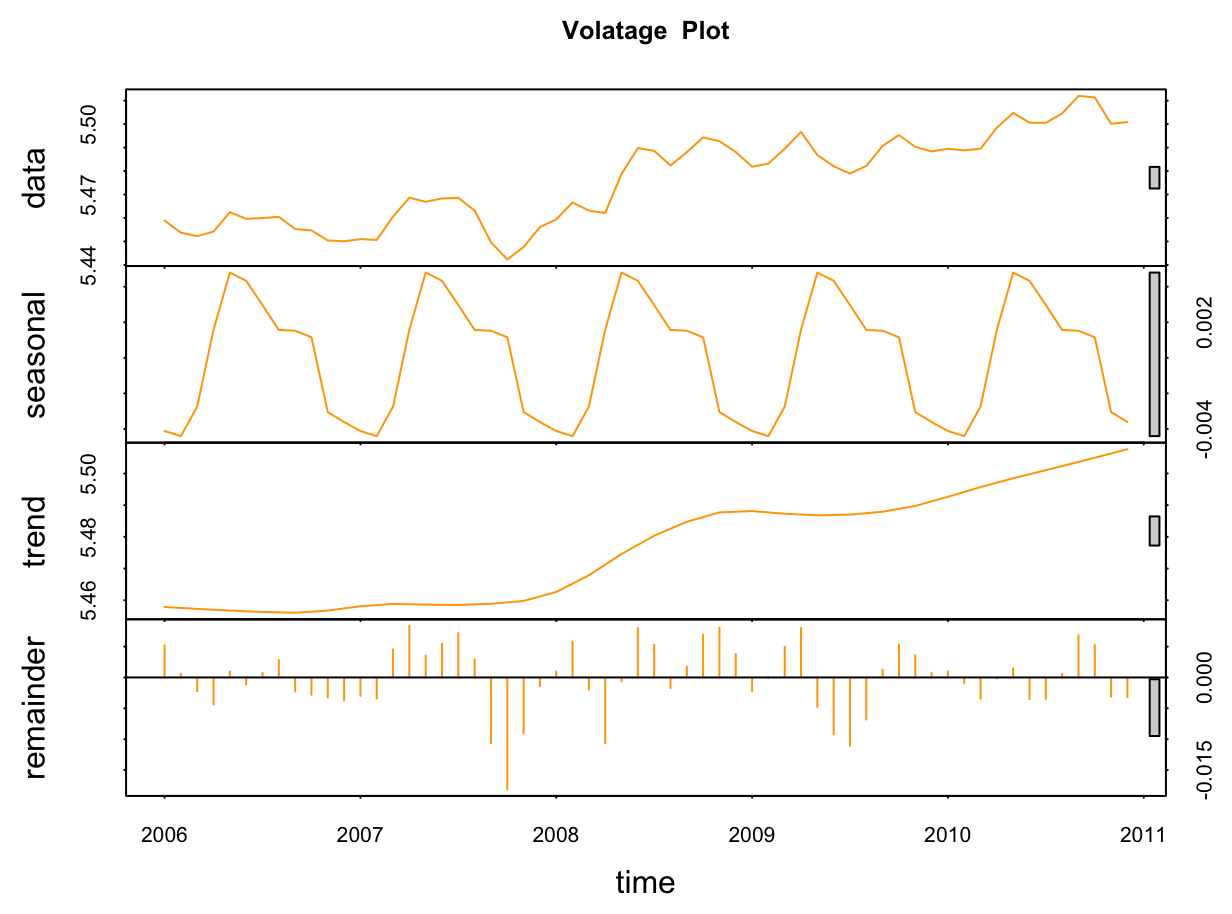 Volatage  Plot
data
5.44 5.47 5.50
seasonal
-0.004 0.002
trend
5.46 5.48 5.50
remainder
-0.015 0.000
2006 2007 2008 2009 2010 2011
time